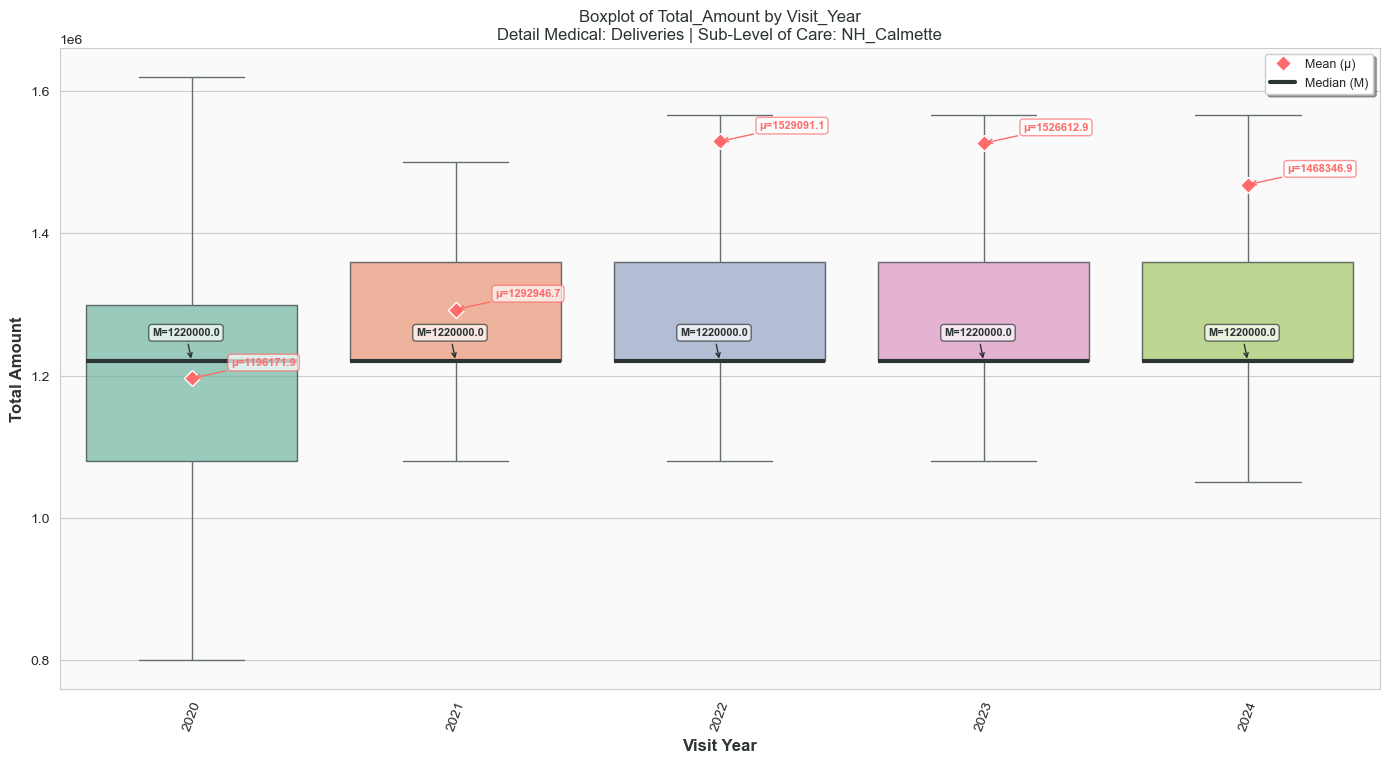 Boxplot of Total_Amount by Visit_Year
Detail Medical: Deliveries | Sub-Level of Care: NH_Calmette
1e6
Mean (μ)
Median (M)
1.6
1.4
1.2
1.0
0.8
Total Amount
μ=1529091.1
μ=1526612.9
μ=1468346.9
μ=1292946.7
M=1220000.0
M=1220000.0
M=1220000.0
M=1220000.0
M=1220000.0
μ=1196171.9
2020
2021
2022
2023
2024
Visit Year